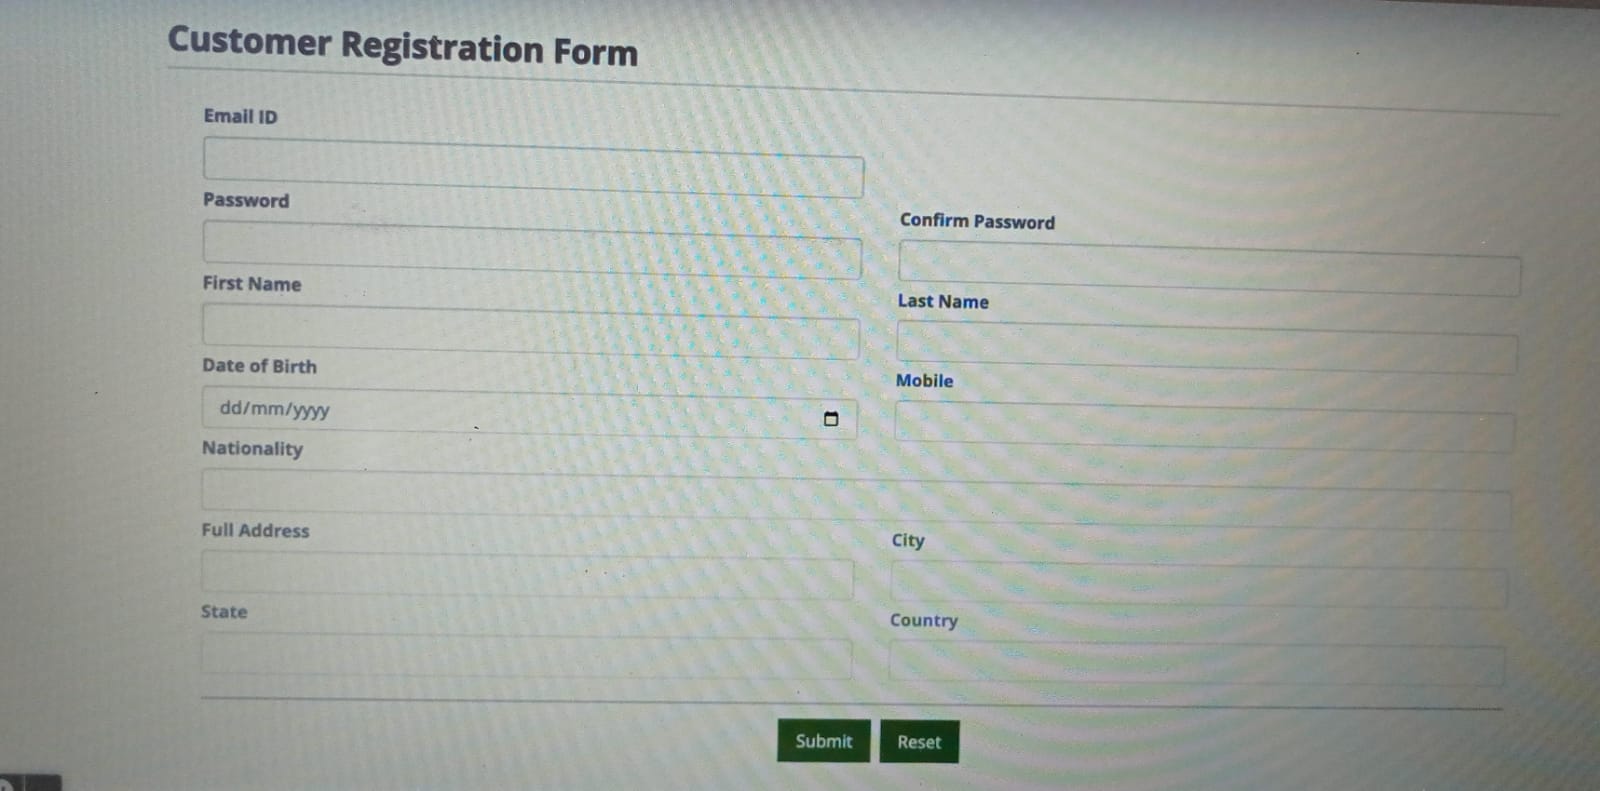 Customer Registration Form
Email ID
Password
Confirm Password
First Name
Last Name
Date of Birth
Mobile
dd/mm/yyyy
Nationality
Full Address
City
State
Country
Submit
Reset